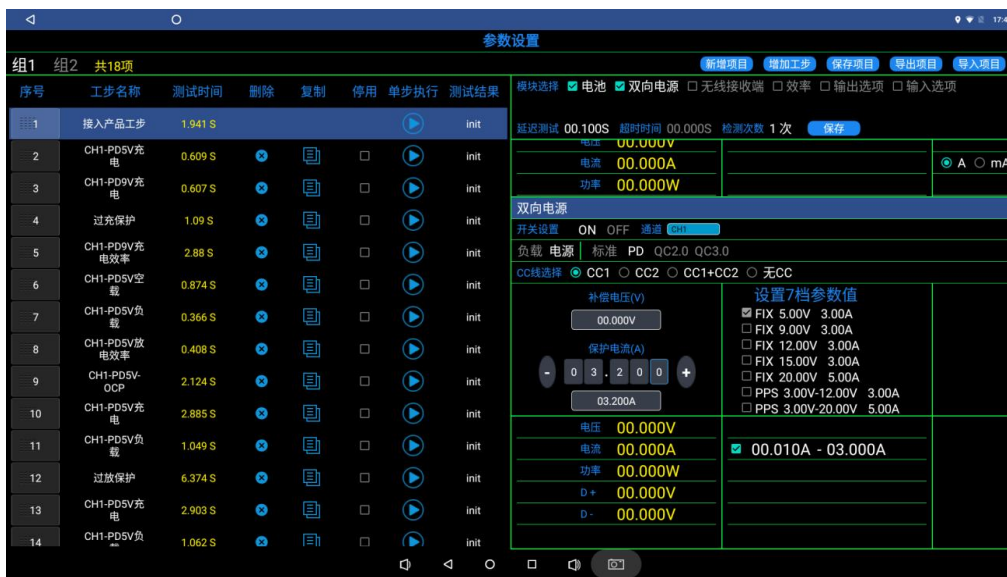 17:4
参数设置
组1 组2 共18项 新增项目 增加工步 保存项目 导出项目 导入项目
序号 工步名称 测试时间 删除 复制 停用 单步执行 测试结果
1 接入产品工步 1.941 S init
2 CH1-PD5V充电 0.609 S init
3 CH1-PD9V充电 0.607 S init
4 过充保护 1.09 S init
5 CH1-PD9V充电效率 2.88 S init
6 CH1-PD5V空载 0.874 S init
7 CH1-PD5V负载 0.366 S init
8 CH1-PD5V放电效率 0.408 S init
9 CH1-PD5V-OCP 2.124 S init
10 CH1-PD5V充电 2.885 S init
11 CH1-PD5V负载 1.049 S init
12 过放保护 6.374 S init
13 CH1-PD5V充电 2.903 S init
14 CH1-PD5V负 1.062 S init
模块选择 电池 双向电源 无线接收端 效率 输出选项 输入选项
延迟测试 00.100S 超时时间 00.000S 检测次数 1 次 保存
电压 00.000V
电流 00.000A A mA
功率 00.000W
双向电源
开关设置 ON OFF 通道 CH1
负载 电源 标准 PD QC2.0 QC3.0
CC线选择 CC1 CC2 CC1+CC2 无CC
补偿电压(V)
00.000V
保护电流(A)
- 0 3 . 2 0 0 +
03.200A
设置7档参数值
FIX 5.00V 3.00A
FIX 9.00V 3.00A
FIX 12.00V 3.00A
FIX 15.00V 3.00A
FIX 20.00V 5.00A
PPS 3.00V-12.00V 3.00A
PPS 3.00V-20.00V 5.00A
电压 00.000V
电流 00.000A 00.010A - 03.000A
功率 00.000W
D+ 00.000V
D- 00.000V